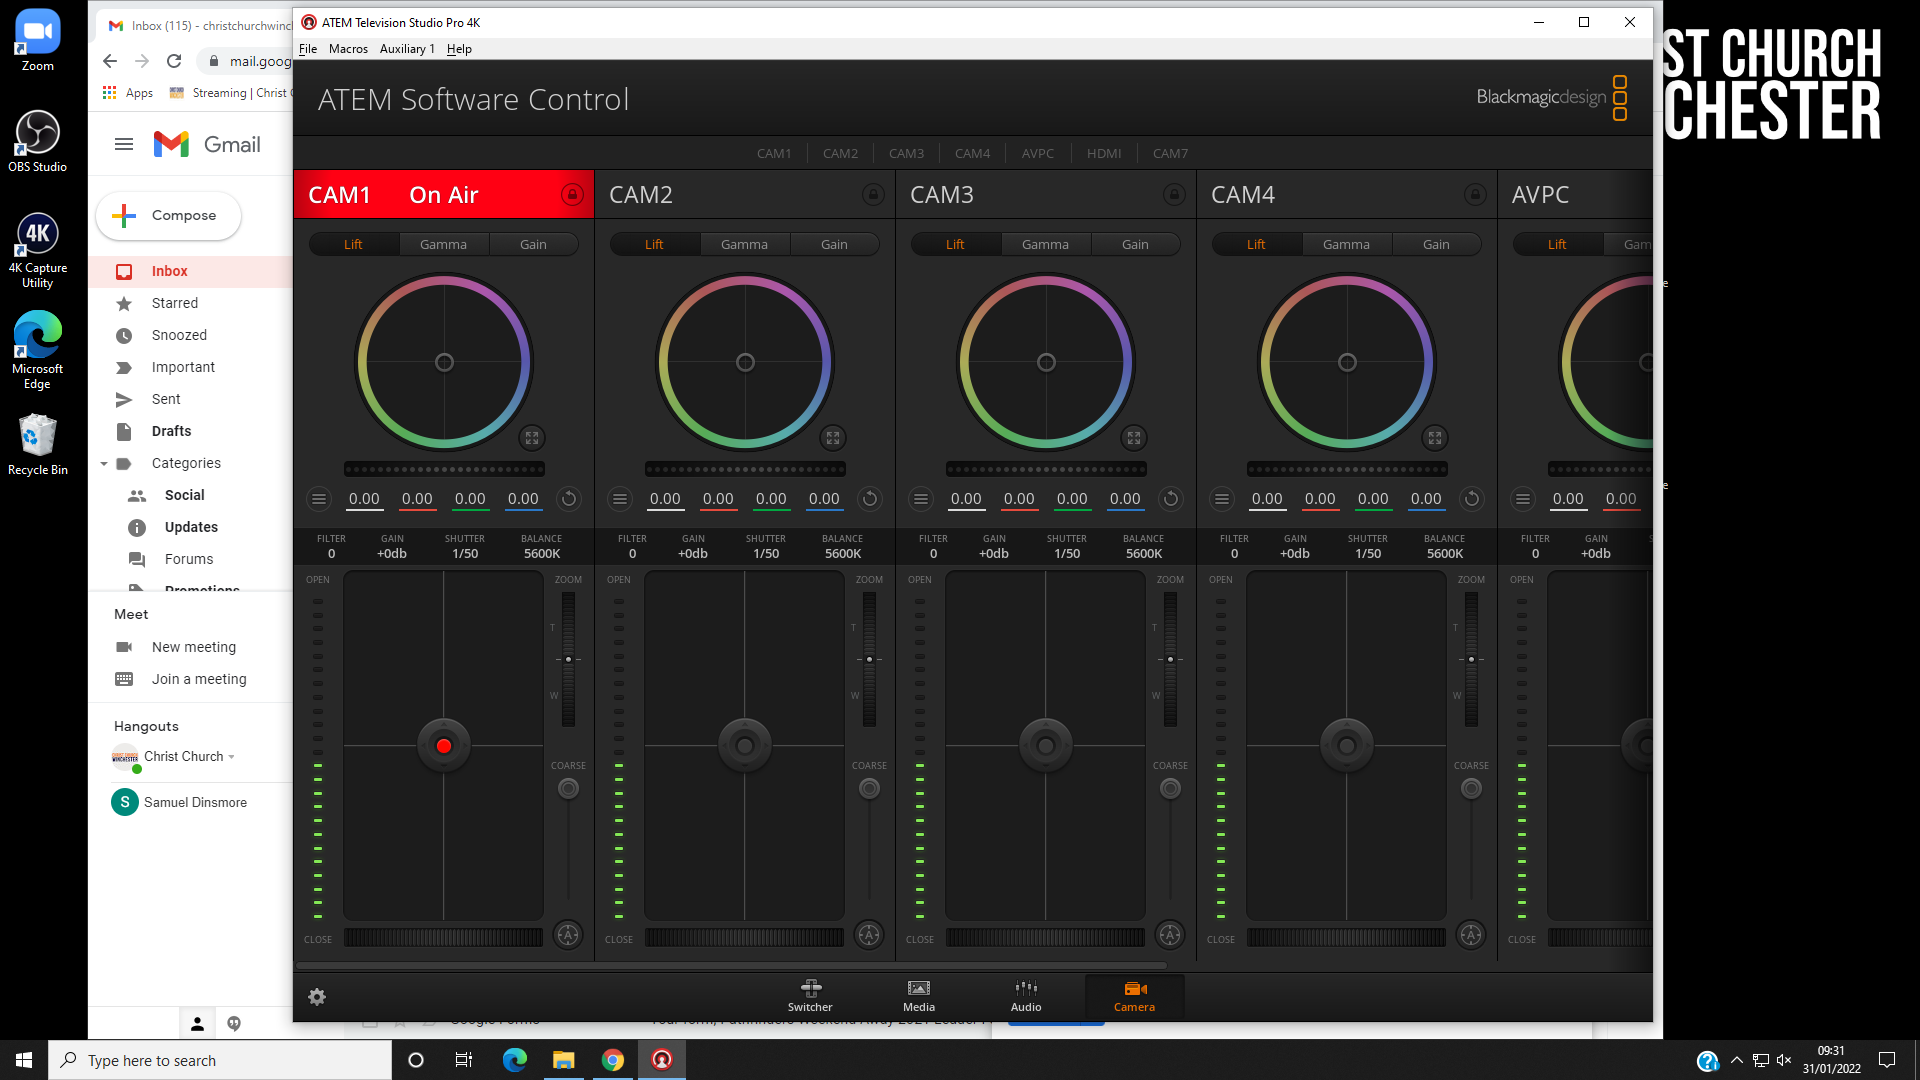 Zoom
OBS Studio
4K
4K Capture
Utility
Microsoft
Edge
Recycle Bin
Inbox (115) - christchurchwinch
mail.goog
Apps
Streaming | Christ C
Gmail
Compose
Inbox
Starred
Snoozed
Important
Sent
Drafts
Categories
Social
Updates
Forums
Promotions
Meet
New meeting
Join a meeting
Hangouts
Christ Church
S Samuel Dinsmore
ATEM Television Studio Pro 4K
File Macros Auxiliary 1 Help
ATEM Software Control
Blackmagicdesign
CAM1 CAM2 CAM3 CAM4 AVPC HDMI CAM7
CAM1 On Air CAM2 CAM3 CAM4 AVPC
Lift Gamma Gain Lift Gamma Gain Lift Gamma Gain Lift Gamma Gain Lift Gam
0.00 0.00 0.00 0.00 0.00 0.00 0.00 0.00 0.00 0.00 0.00 0.00 0.00 0.00 0.00 0.00 0.00 0.00
FILTER GAIN SHUTTER BALANCE FILTER GAIN SHUTTER BALANCE FILTER GAIN SHUTTER BALANCE FILTER GAIN SHUTTER BALANCE FILTER GAIN S
0 +0db 1/50 5600K 0 +0db 1/50 5600K 0 +0db 1/50 5600K 0 +0db 1/50 5600K 0 +0db
OPEN ZOOM OPEN ZOOM OPEN ZOOM OPEN ZOOM OPEN
T T T T
W W W W
COARSE COARSE COARSE COARSE
A A A A
CLOSE CLOSE CLOSE CLOSE CLOSE
Switcher Media Audio Camera
ST CHURCH
CHESTER
e
e
Type here to search
09:31
31/01/2022